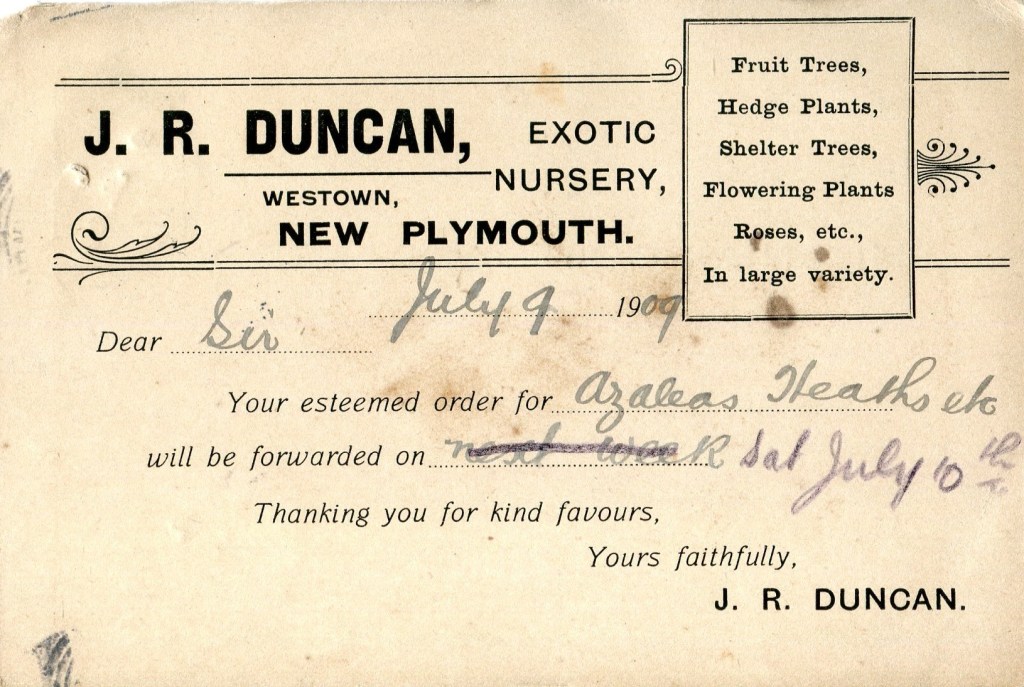 J. R. DUNCAN, EXOTIC
NURSERY,
WESTOWN,
NEW PLYMOUTH.
Fruit Trees,
Hedge Plants,
Shelter Trees,
Flowering Plants
Roses, etc.,
In large variety.
July 9 1909
Dear Sir
Your esteemed order for Azaleas Heaths etc
will be forwarded on next week Sat July 10th
Thanking you for kind favours,
Yours faithfully,
J. R. DUNCAN.